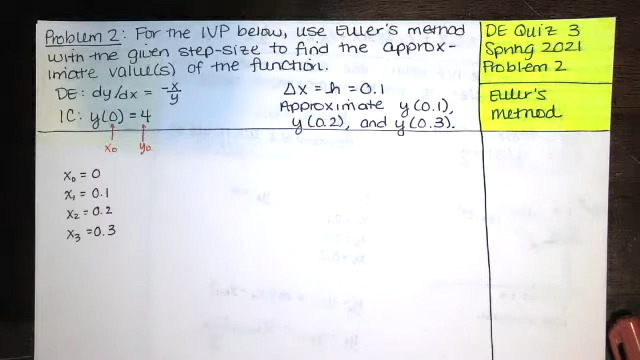 Problem 2: For the IVP below, use Euler's method
with the given step-size to find the approx-
imate value(s) of the function.
DE: dy/dx = -x/y
IC: y(0) = 4
x₀ y₀
Δx = h = 0.1
Approximate y(0.1),
y(0.2), and y(0.3).
DE Quiz 3
Spring 2021
Problem 2
Euler's
method
x₀ = 0
x₁ = 0.1
x₂ = 0.2
x₃ = 0.3